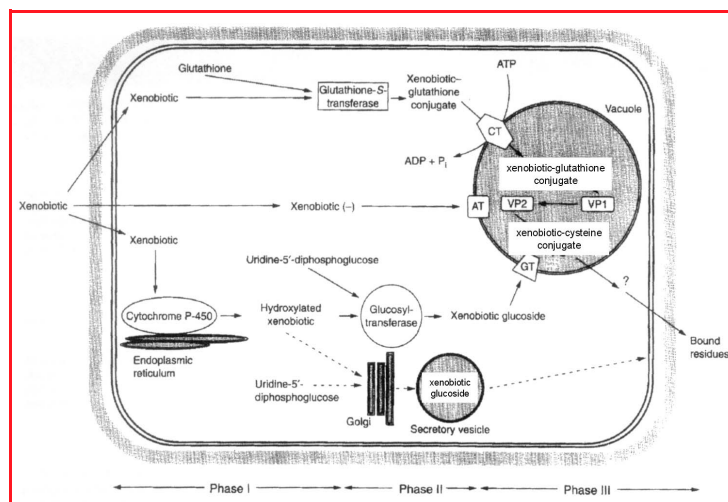 Glutathione
ATP
Xenobiotic
Glutathione-S-
transferase
Xenobiotic–
glutathione
conjugate
Vacuole
CT
ADP + Pi
xenobiotic-glutathione
conjugate
Xenobiotic
Xenobiotic (–)
AT
VP2
VP1
Xenobiotic
xenobiotic-cysteine
conjugate
Uridine-5′-diphosphoglucose
GT
?
Cytochrome P-450
Hydroxylated
xenobiotic
Glucosyl-
transferase
Xenobiotic glucoside
Endoplasmic
reticulum
Bound
residues
Uridine-5′-
diphosphoglucose
xenobiotic
glucoside
Golgi
Secretory vesicle
Phase I
Phase II
Phase III